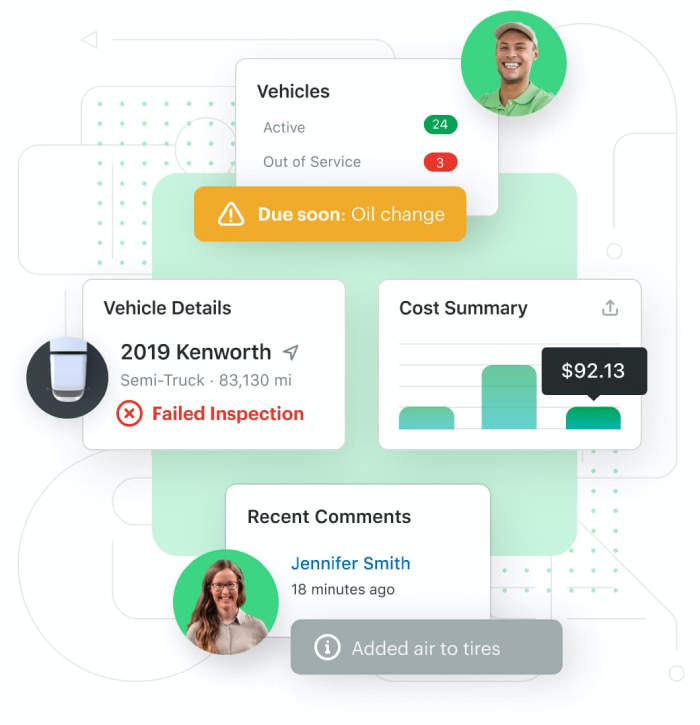 Vehicles
Active 24
Out of Service 3
Due soon: Oil change
Vehicle Details
2019 Kenworth
Semi-Truck · 83,130 mi
Failed Inspection
Cost Summary
$92.13
Recent Comments
Jennifer Smith
18 minutes ago
Added air to tires